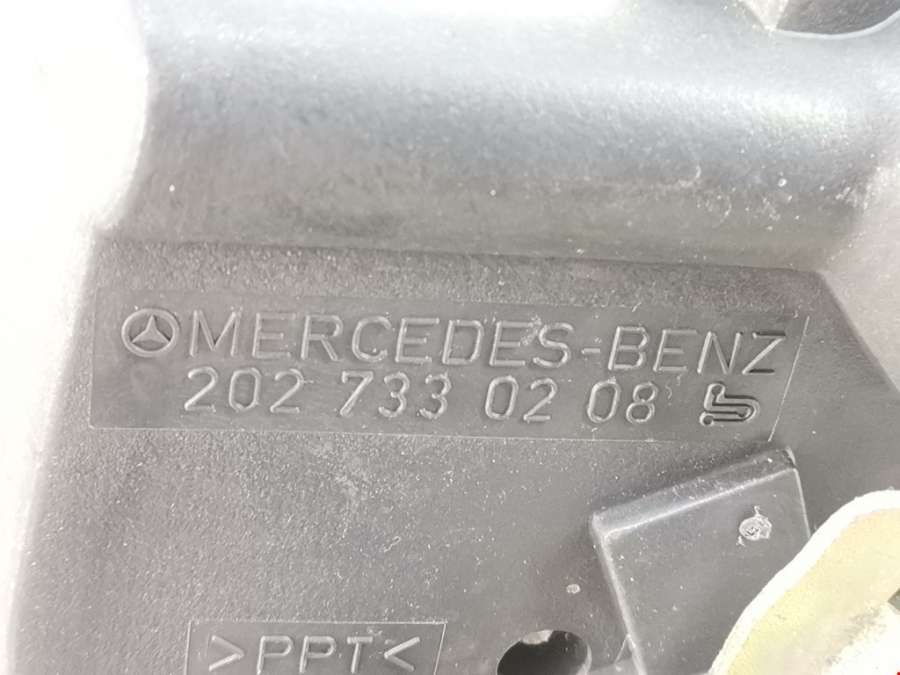 MERCEDES-BENZ
202 733 02 08
>PPT<